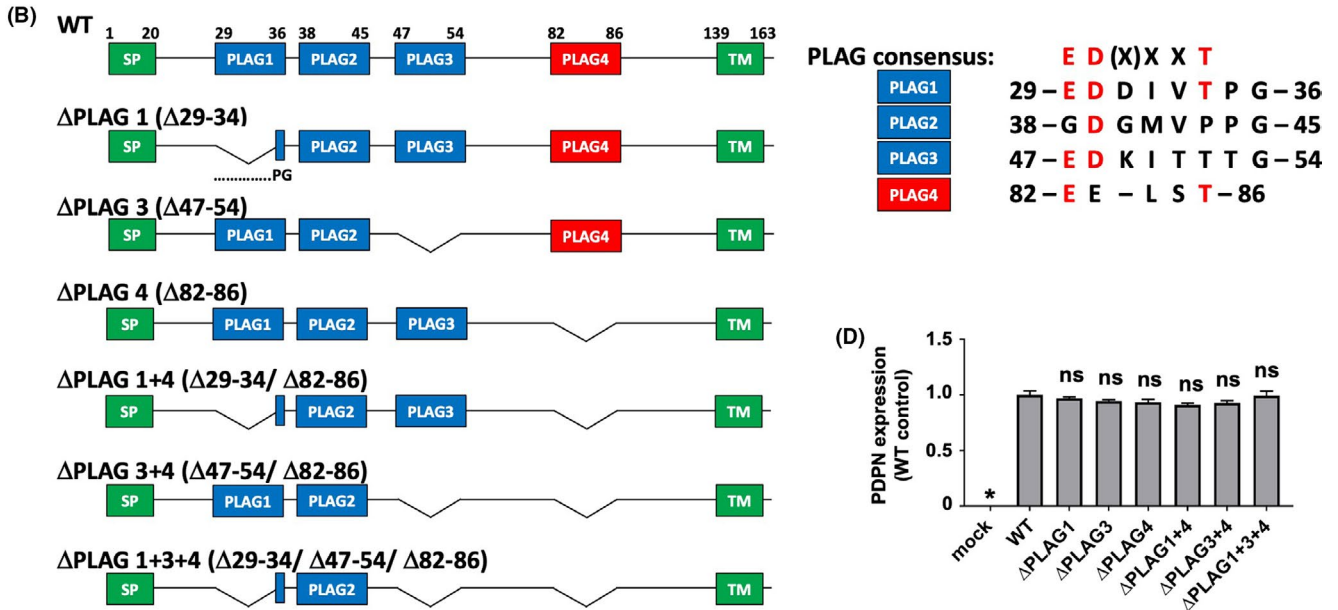 (B)
WT
1 20 29 36 38 45 47 54 82 86 139 163
SP PLAG1 PLAG2 PLAG3 PLAG4 TM
ΔPLAG 1 (Δ29-34)
SP PLAG2 PLAG3 PLAG4 TM
..............PG
ΔPLAG 3 (Δ47-54)
SP PLAG1 PLAG2 PLAG4 TM
ΔPLAG 4 (Δ82-86)
SP PLAG1 PLAG2 PLAG3 TM
ΔPLAG 1+4 (Δ29-34/ Δ82-86)
SP PLAG2 PLAG3 TM
ΔPLAG 3+4 (Δ47-54/ Δ82-86)
SP PLAG1 PLAG2 TM
ΔPLAG 1+3+4 (Δ29-34/ Δ47-54/ Δ82-86)
SP PLAG2 TM
PLAG consensus: E D (X) X X T
PLAG1 29 – E D D I V T P G – 36
PLAG2 38 – G D G M V P P G – 45
PLAG3 47 – E D K I T T T G – 54
PLAG4 82 – E E – L S T – 86
(D)
PDPN expression
(WT control)
1.5
1.0
0.5
0
* ns ns ns ns ns ns
mock WT ΔPLAG1 ΔPLAG3 ΔPLAG4 ΔPLAG1+4 ΔPLAG3+4 ΔPLAG1+3+4